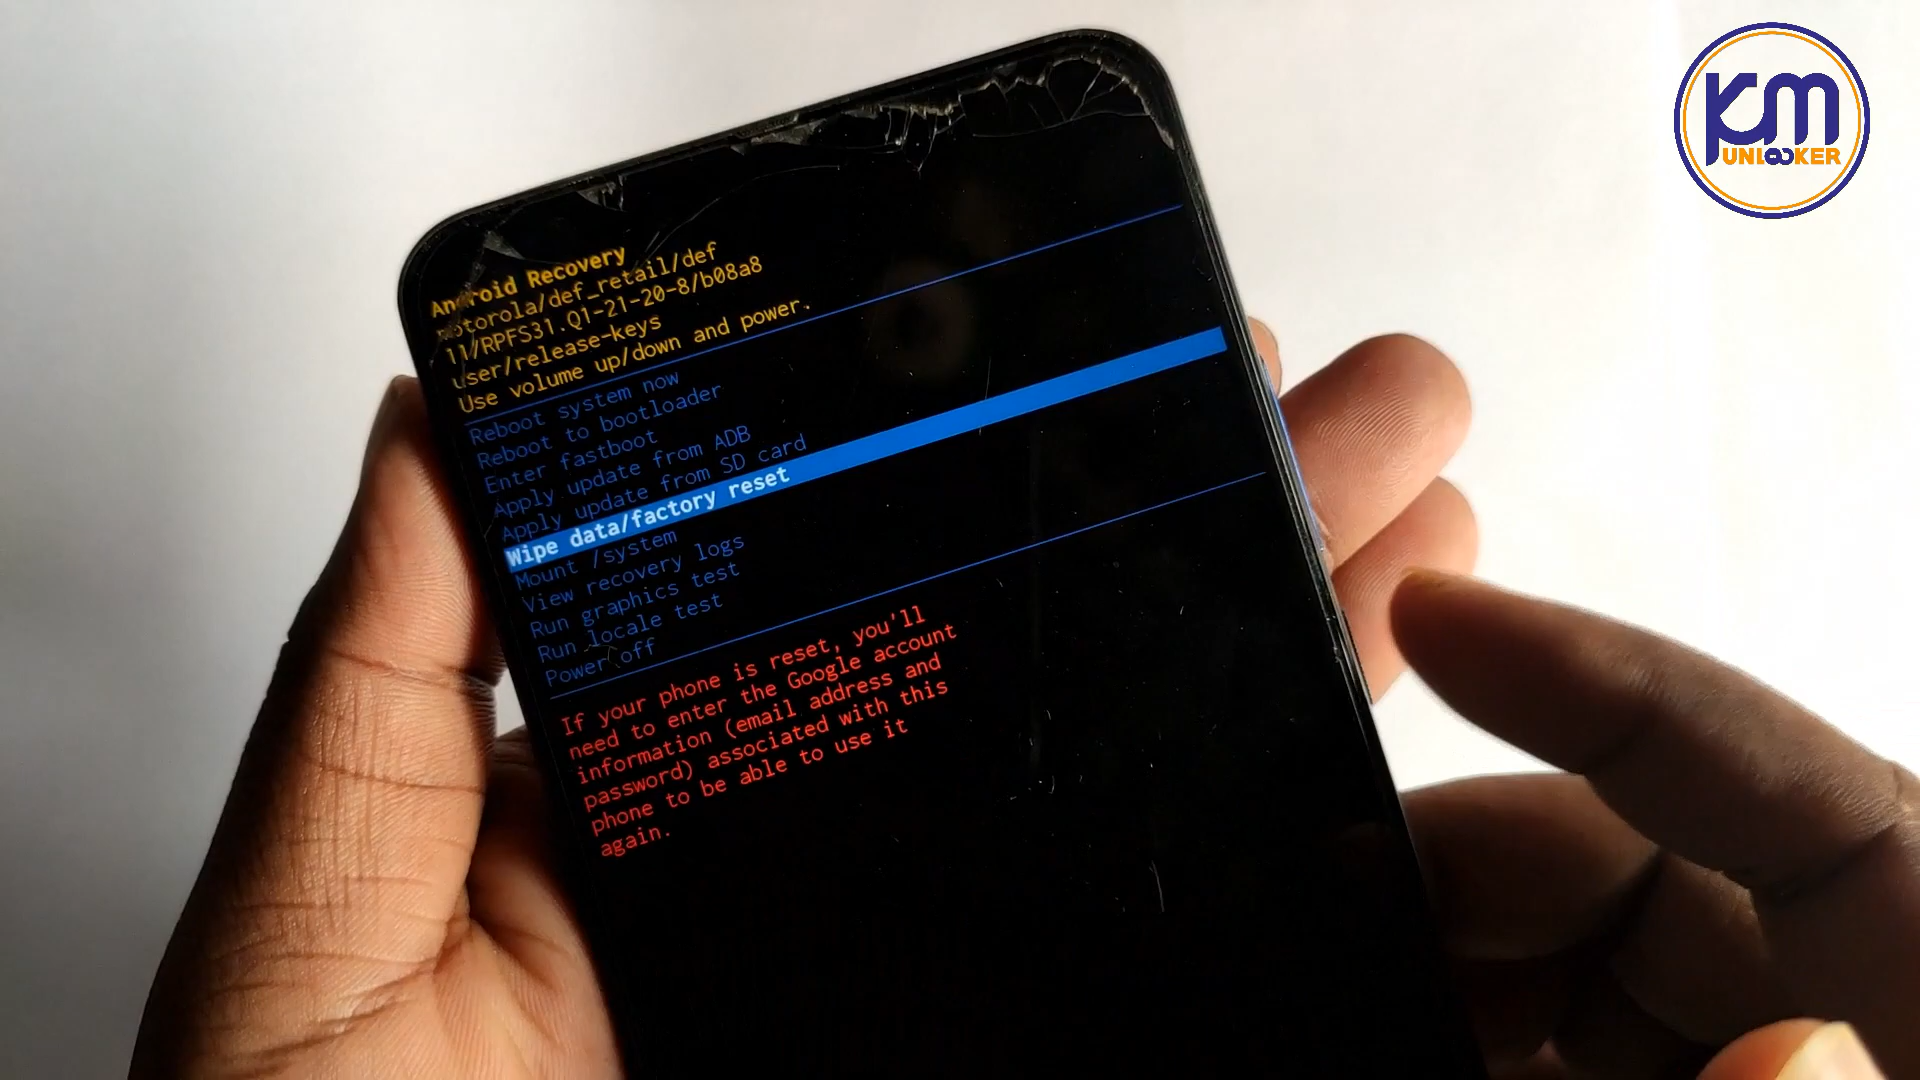 Android Recovery
motorola/def_retail/def
11/RPFS31.Q1-21-20-8/b08a8
user/release-keys
Use volume up/down and power.
Reboot system now
Reboot to bootloader
Enter fastboot
Apply update from ADB
Apply update from SD card
Wipe data/factory reset
Mount /system
View recovery logs
Run graphics test
Run locale test
Power off
If your phone is reset, you'll
need to enter the Google account
information (email address and
password) associated with this
phone to be able to use it
again.
KM
UNLOOKER